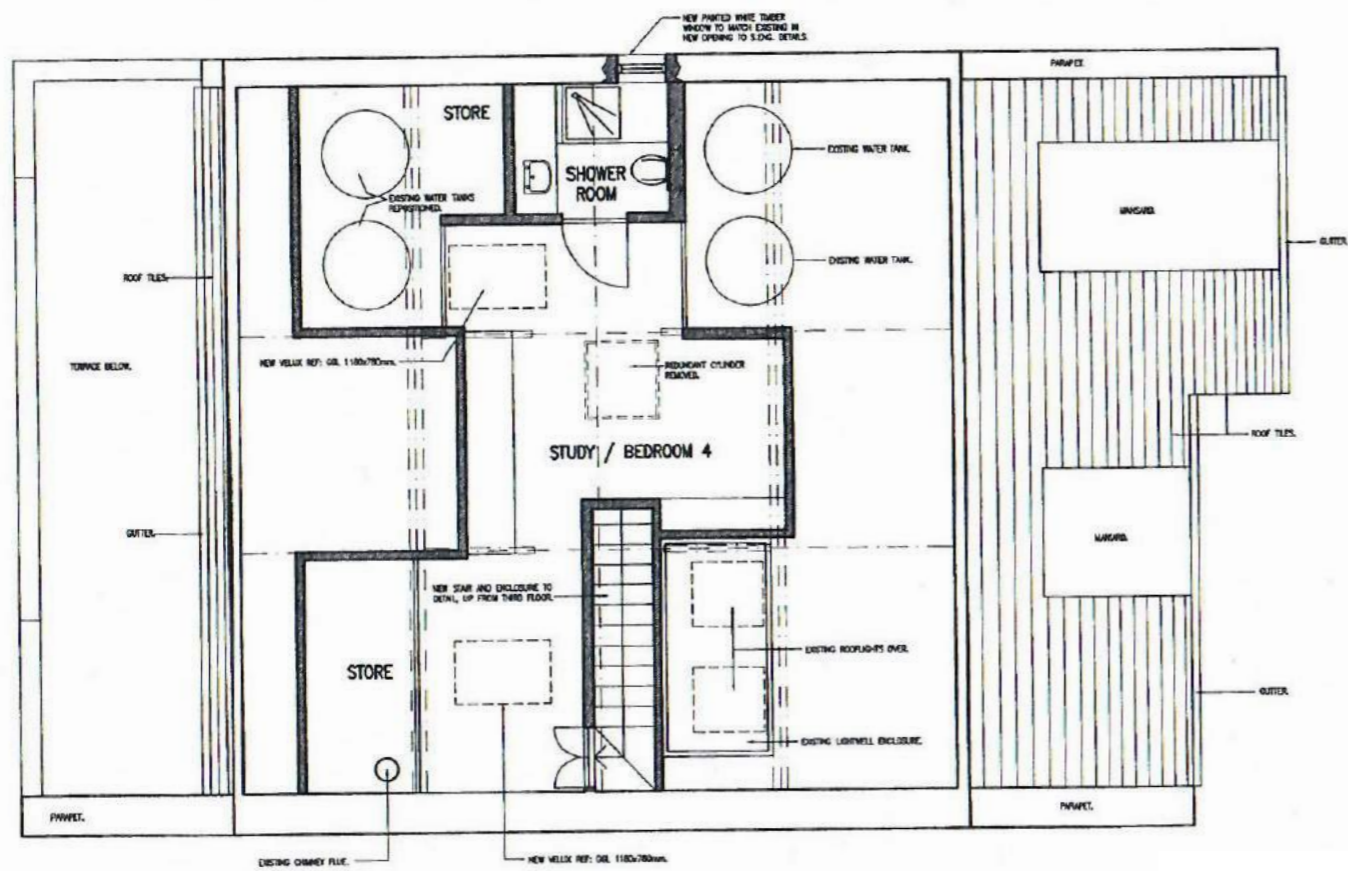 NEW PAINTED WHITE TIMBER
WINDOW TO MATCH EXISTING IN
NEW OPENING TO S.ENG. DETAILS.
PARAPET.
STORE
EXISTING WATER TANK.
SHOWER
ROOM
EXISTING WATER TANKS
REPOSITIONED.
MANSARD.
GUTTER.
EXISTING WATER TANK.
ROOF TILES.
NEW VELUX REF: GGL 1180x780mm.
TERRACE BELOW.
REDUNDANT CYLINDER
REMOVED.
ROOF TILES.
STUDY / BEDROOM 4
GUTTER.
MANSARD.
NEW STAIR AND ENCLOSURE TO
DETAIL, UP FROM THIRD FLOOR.
EXISTING ROOFLIGHTS OVER.
STORE
GUTTER.
EXISTING LIGHTWELL ENCLOSURE.
PARAPET.
PARAPET.
EXISTING CHIMNEY FLUE.
NEW VELUX REF: GGL 1180x780mm.